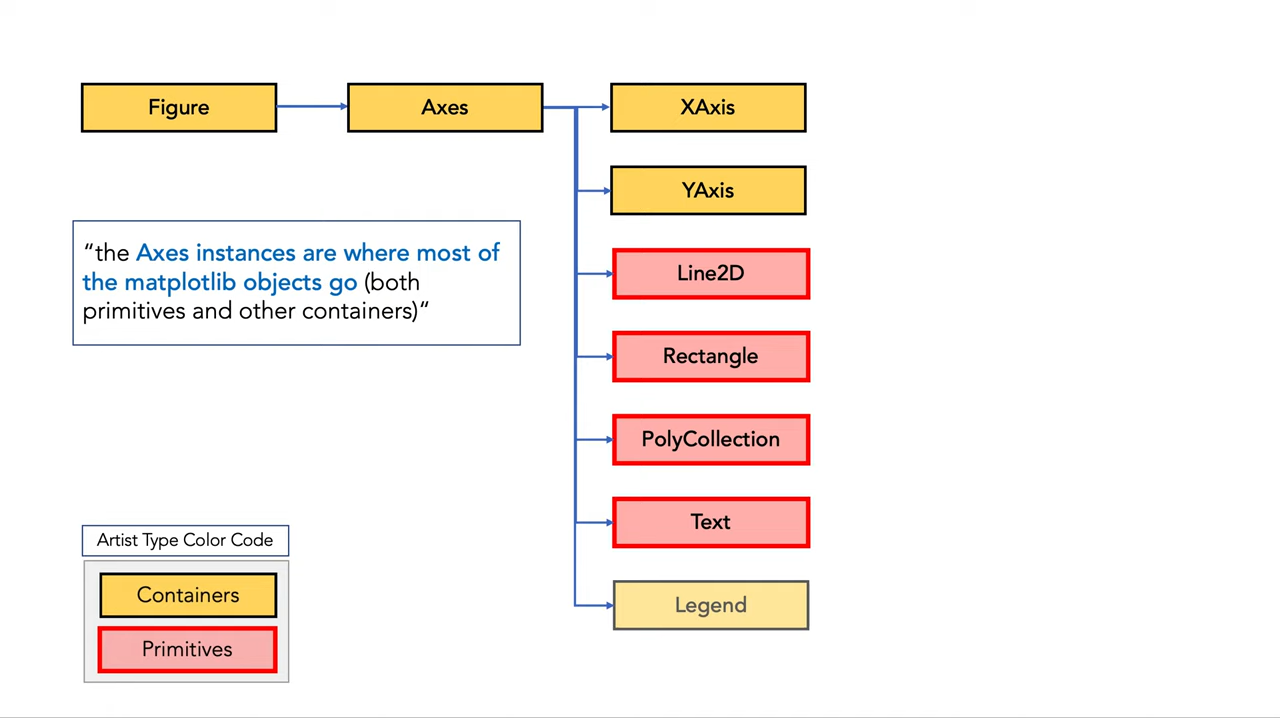 Figure
Axes
XAxis
YAxis
“the Axes instances are where most of
the matplotlib objects go (both
primitives and other containers)“
Line2D
Rectangle
PolyCollection
Text
Legend
Artist Type Color Code
Containers
Primitives